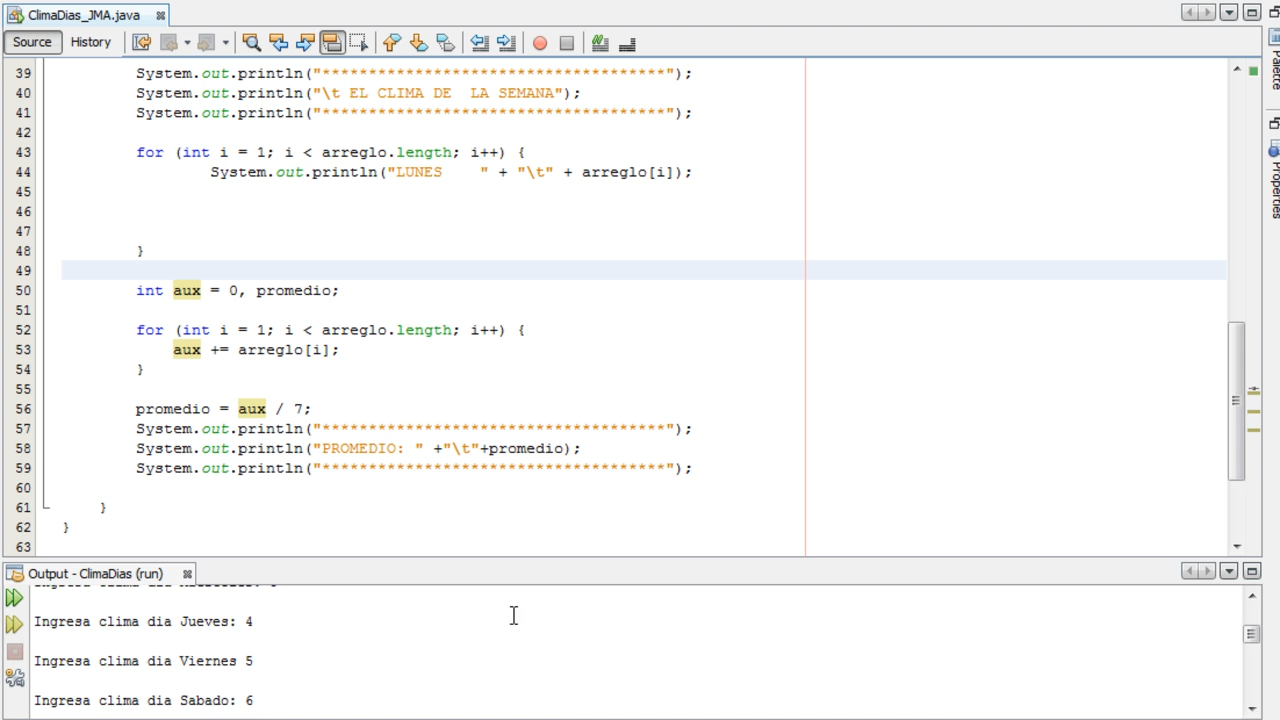 ClimaDias_JMA.java
Source History
39 System.out.println("*************************************");
40 System.out.println("\t EL CLIMA DE  LA SEMANA");
41 System.out.println("*************************************");
42
43 for (int i = 1; i < arreglo.length; i++) {
44 System.out.println("LUNES    " + "\t" + arreglo[i]);
45
46
47
48 }
49
50 int aux = 0, promedio;
51
52 for (int i = 1; i < arreglo.length; i++) {
53 aux += arreglo[i];
54 }
55
56 promedio = aux / 7;
57 System.out.println("*************************************");
58 System.out.println("PROMEDIO: " +"\t"+promedio);
59 System.out.println("*************************************");
60
61 }
62 }
63
Palette
Properties
Output - ClimaDias (run)
Ingresa clima dia Jueves: 4
Ingresa clima dia Viernes 5
Ingresa clima dia Sabado: 6